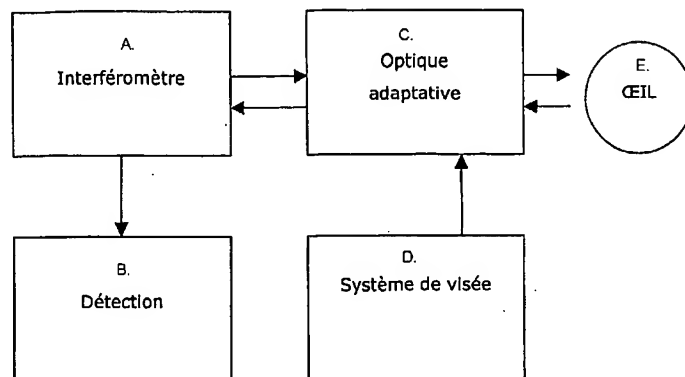 A.
Interféromètre
C.
Optique
adaptative
E.
ŒIL
B.
Détection
D.
Système de visée